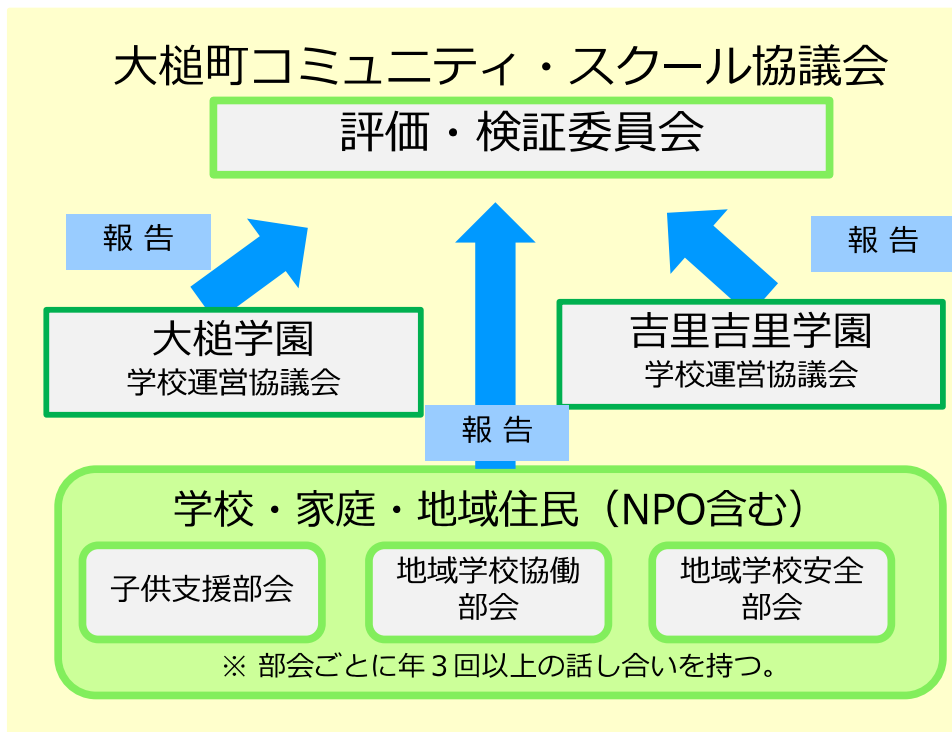 大槌町コミュニティ・スクール協議会
評価・検証委員会
報 告
報 告
大槌学園
学校運営協議会
吉里吉里学園
学校運営協議会
報 告
学校・家庭・地域住民（NPO含む）
子供支援部会
地域学校協働
部会
地域学校安全
部会
※ 部会ごとに年３回以上の話し合いを持つ。